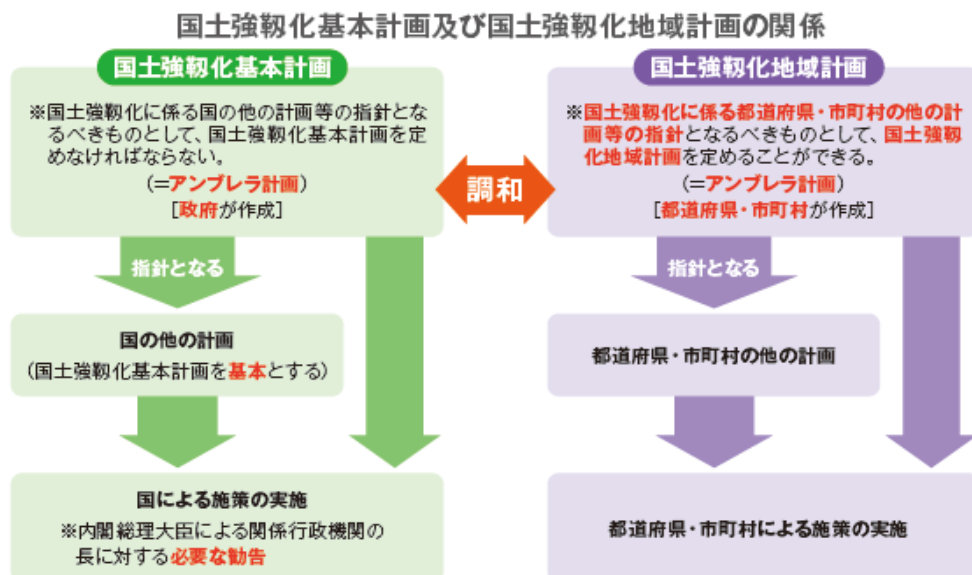 国土強靱化基本計画及び国土強靱化地域計画の関係
国土強靱化基本計画
※国土強靱化に係る国の他の計画等の指針とな
るべきものとして、国土強靱化基本計画を定
めなければならない。
(=アンブレラ計画)
[政府が作成]
調和
国土強靱化地域計画
※国土強靱化に係る都道府県・市町村の他の計
画等の指針となるべきものとして、国土強靱
化地域計画を定めることができる。
(=アンブレラ計画)
[都道府県・市町村が作成]
指針となる
指針となる
国の他の計画
(国土強靱化基本計画を基本とする)
都道府県・市町村の他の計画
国による施策の実施
※内閣総理大臣による関係行政機関の
長に対する必要な勧告
都道府県・市町村による施策の実施